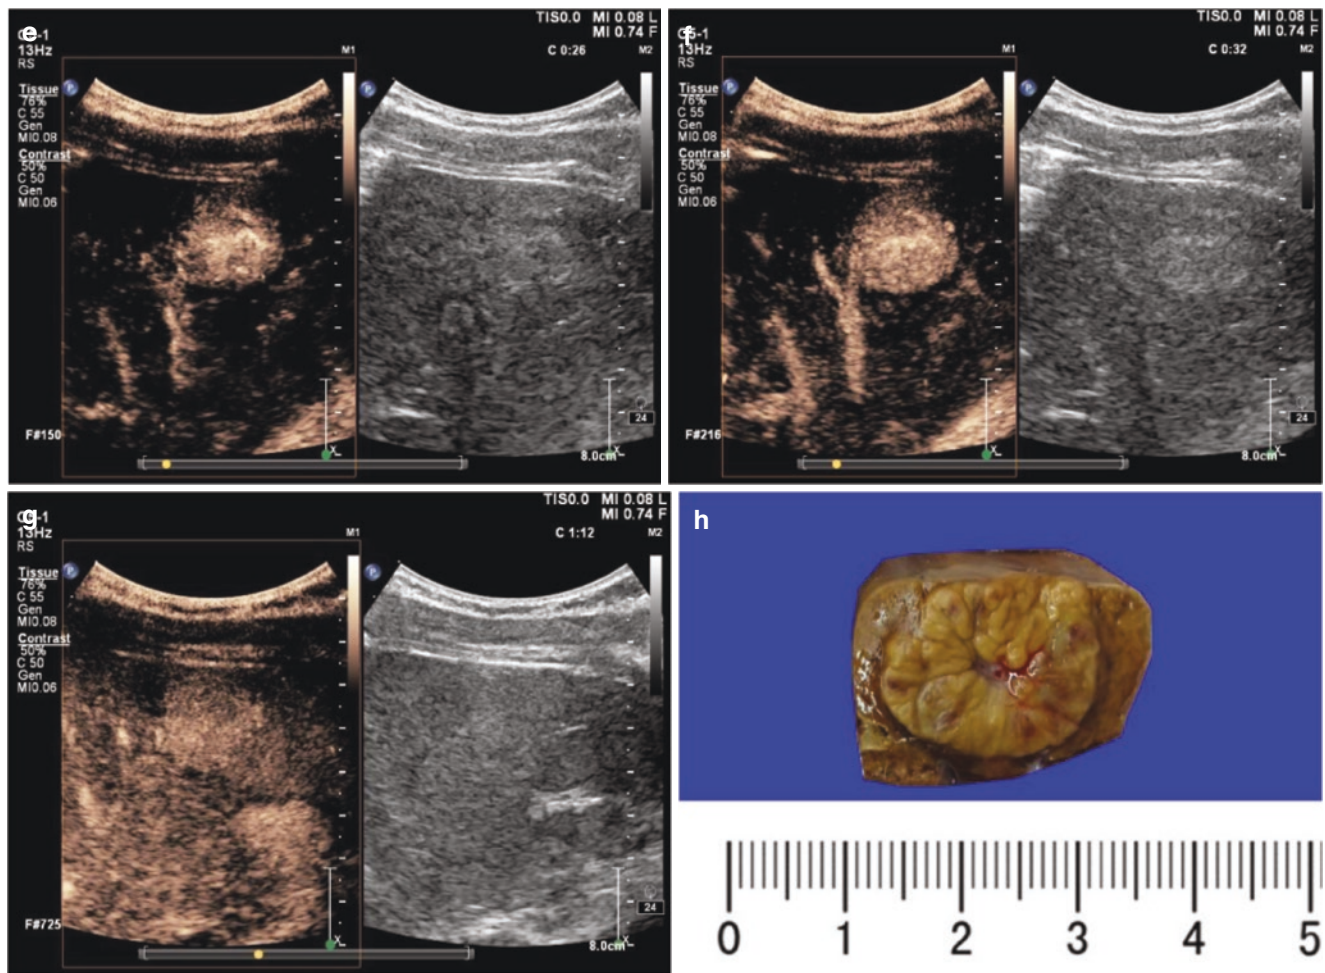 e
TIS0.0 MI 0.08 L
MI 0.74 F
13Hz
RS
M1
C 0:26
M2
Tissue
76%
C 55
Gen
MI0.08
Contrast
50%
C 50
Gen
MI0.06
F#150
24
8.0cm
f
TIS0.0 MI 0.08 L
MI 0.74 F
13Hz
RS
M1
C 0:32
M2
Tissue
76%
C 55
Gen
MI0.08
Contrast
50%
C 50
Gen
MI0.06
F#216
24
8.0cm
g
TIS0.0 MI 0.08 L
MI 0.74 F
13Hz
RS
M1
C 1:12
M2
Tissue
76%
C 55
Gen
MI0.08
Contrast
50%
C 50
Gen
MI0.06
F#725
24
8.0cm
h
0 1 2 3 4 5